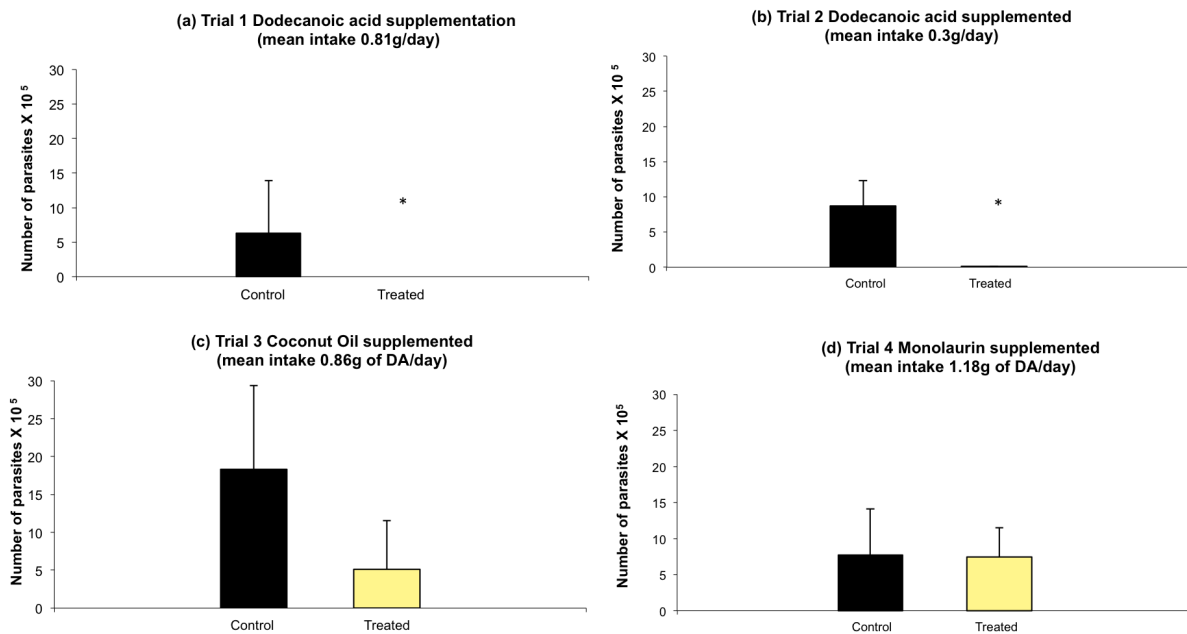 (a) Trial 1 Dodecanoic acid supplementation
(mean intake 0.81g/day)
Number of parasites X 10 5
30
25
20
15
10
5
0
*
Control
Treated
(b) Trial 2 Dodecanoic acid supplemented
(mean intake 0.3g/day)
Number of parasites X 10 5
30
25
20
15
10
5
0
*
Control
Treated
(c) Trial 3 Coconut Oil supplemented
(mean intake 0.86g of DA/day)
Number of parasites X 10 5
30
25
20
15
10
5
0
Control
Treated
(d) Trial 4 Monolaurin supplemented
(mean intake 1.18g of DA/day)
Number of parasites X 105
30
25
20
15
10
5
0
Control
Treated